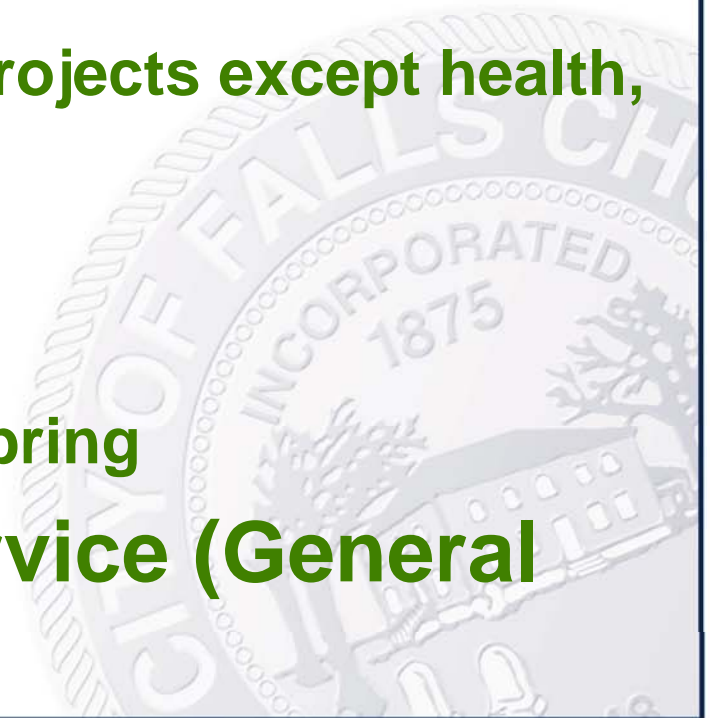 rojects except health,
CITY OF FALLS CH
INCORPORATED
1875
pring
rvice (General